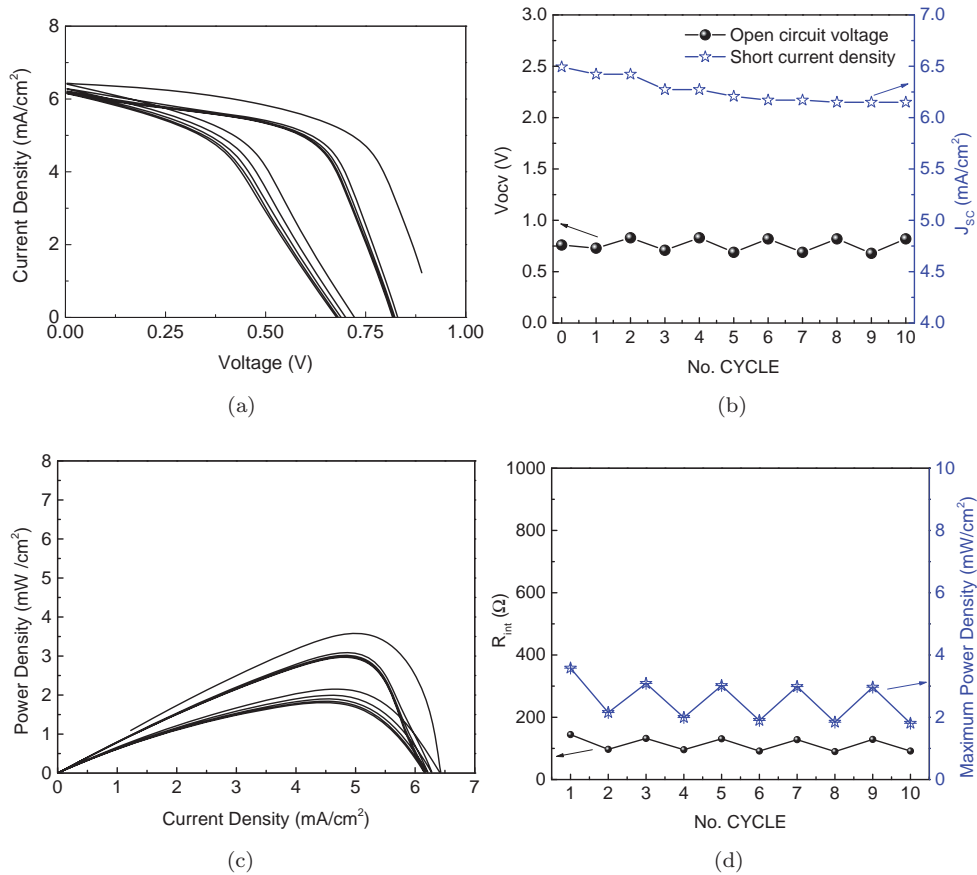 8
6
4
2
0
0.00
0.25
0.50
0.75
1.00
Current Density (mA/cm²)
Voltage (V)
(a)
Open circuit voltage
Short current density
3.0
2.5
2.0
1.5
1.0
0.5
0.0
7.0
6.5
6.0
5.5
5.0
4.5
4.0
0 1 2 3 4 5 6 7 8 9 10
Vocv (V)
J_SC (mA/cm²)
No. CYCLE
(b)
8
7
6
5
4
3
2
1
0
0 1 2 3 4 5 6 7
Power Density (mW /cm²)
Current Density (mA/cm²)
(c)
1000
800
600
400
200
0
10
8
6
4
2
0
1 2 3 4 5 6 7 8 9 10
R_int (Ω)
Maximum Power Density (mW/cm²)
No. CYCLE
(d)